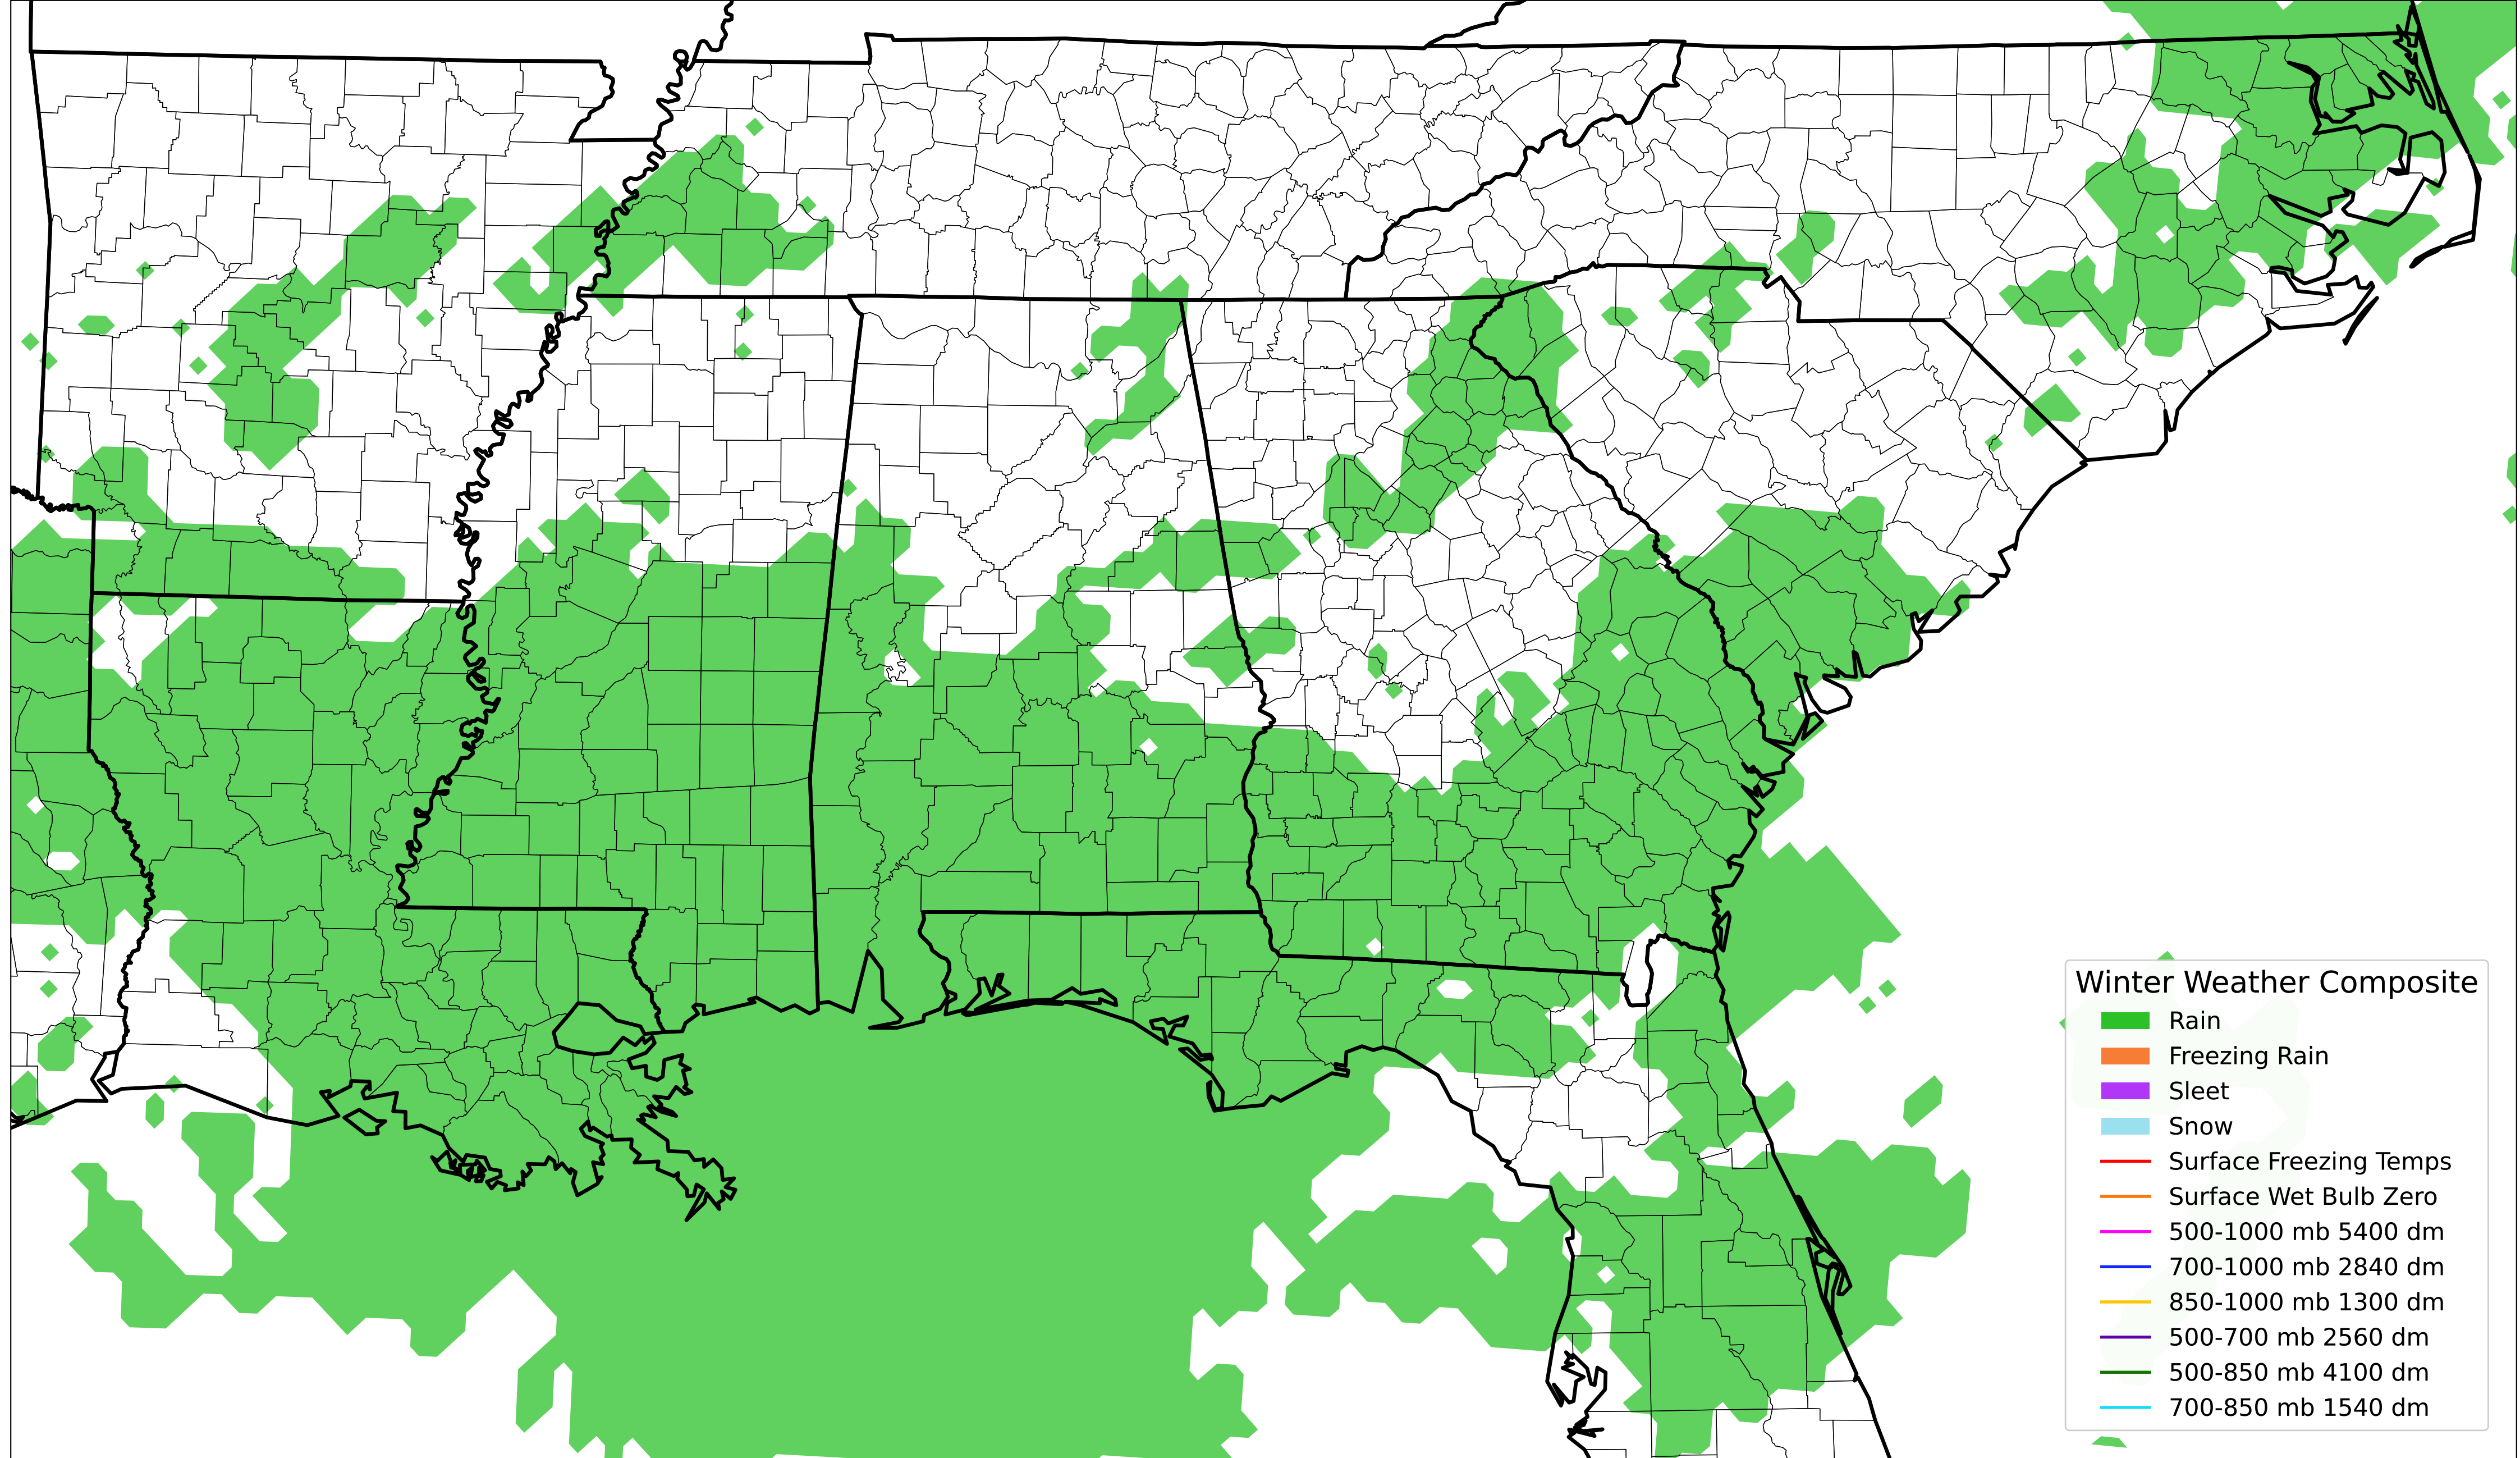 Winter Weather Composite
Rain
Freezing Rain
Sleet
Snow
Surface Freezing Temps
Surface Wet Bulb Zero
500-1000 mb 5400 dm
700-1000 mb 2840 dm
850-1000 mb 1300 dm
500-700 mb 2560 dm
500-850 mb 4100 dm
700-850 mb 1540 dm